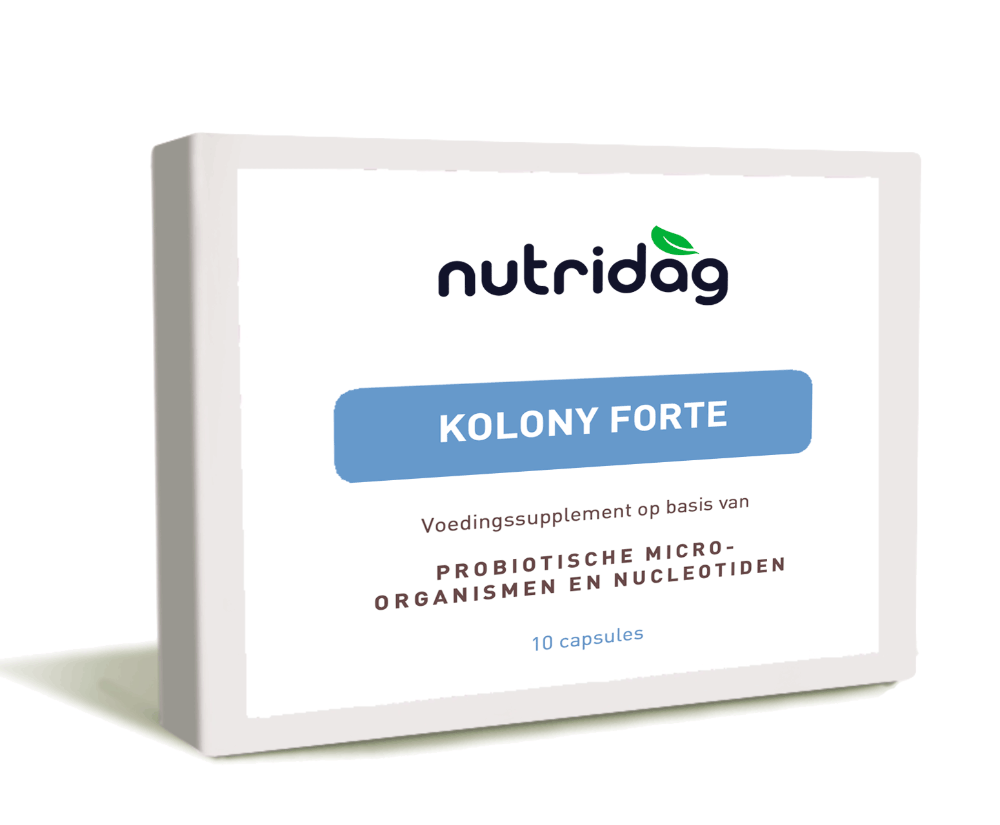 nutridag
KOLONY FORTE
Voedingssupplement op basis van
PROBIOTISCHE MICRO-
ORGANISMEN EN NUCLEOTIDEN
10 capsules